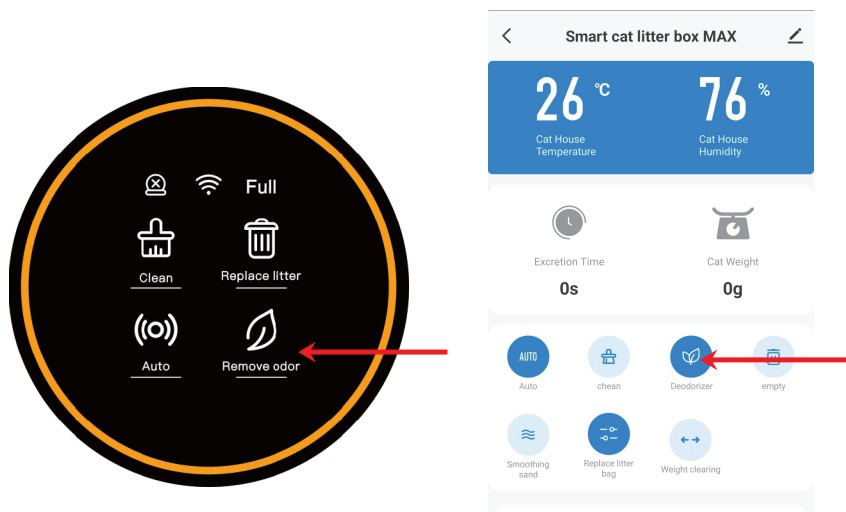 Full
Clean
Replace litter
Auto
Remove odor
Smart cat litter box MAX
26 °C
76 %
Cat House
Temperature
Cat House
Humidity
Excretion Time
Cat Weight
0s
0g
AUTO
Auto
chean
Deodorizer
empty
Smoothing
sand
Replace litter
bag
Weight clearing